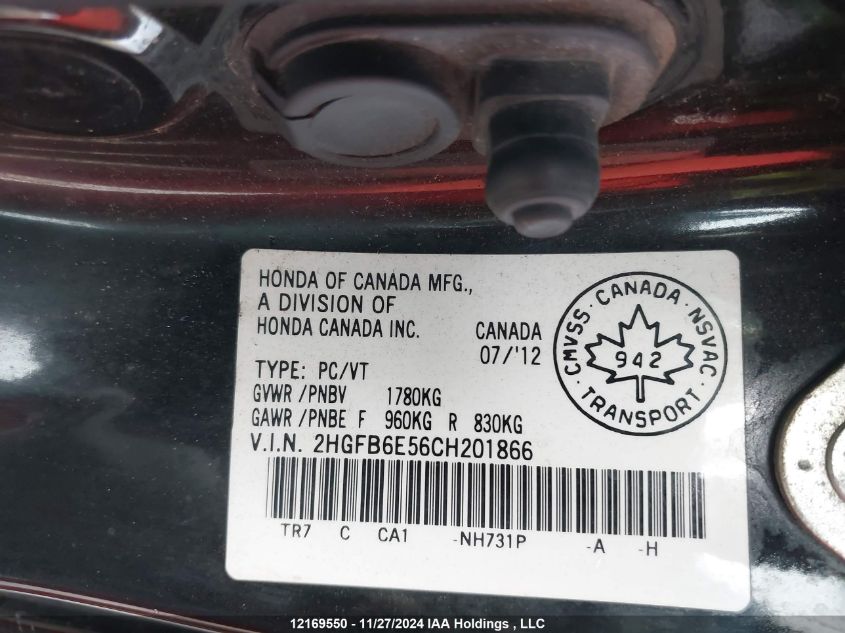 HONDA OF CANADA MFG.,
A DIVISION OF
HONDA CANADA INC. CANADA
07/'12
TYPE: PC/VT
GVWR /PNBV 1780KG
GAWR /PNBE F 960KG R 830KG
V.I.N. 2HGFB6E56CH201866
TR7 C CA1 -NH731P -A -H
CMVSS · CANADA · NSVAC
942
· TRANSPORT ·
12169550 - 11/27/2024 IAA Holdings , LLC